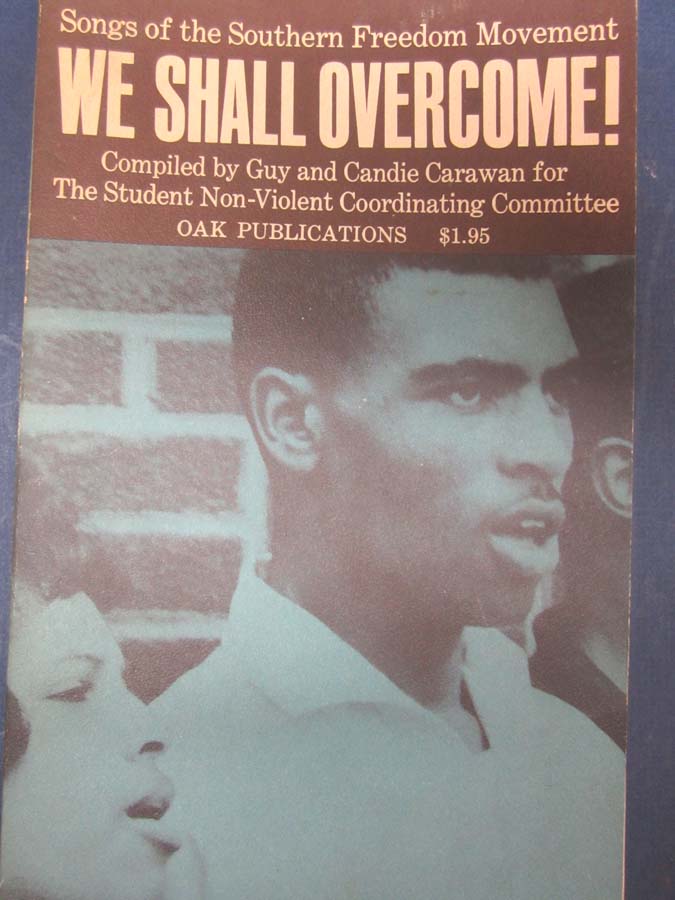 Songs of the Southern Freedom Movement
WE SHALL OVERCOME!
Compiled by Guy and Candie Carawan for
The Student Non-Violent Coordinating Committee
OAK PUBLICATIONS $1.95